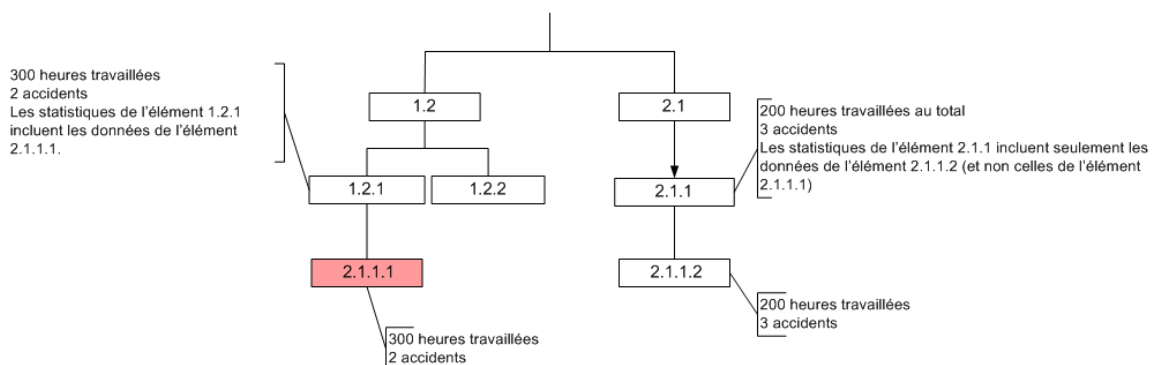 1.2
2.1
300 heures travaillées
2 accidents
Les statistiques de l'élément 1.2.1
incluent les données de l'élément
2.1.1.1.
200 heures travaillées au total
3 accidents
Les statistiques de l'élément 2.1.1 incluent seulement les
données de l'élément 2.1.1.2 (et non celles de l'élément
2.1.1.1)
1.2.1
1.2.2
2.1.1
2.1.1.1
2.1.1.2
300 heures travaillées
2 accidents
200 heures travaillées
3 accidents